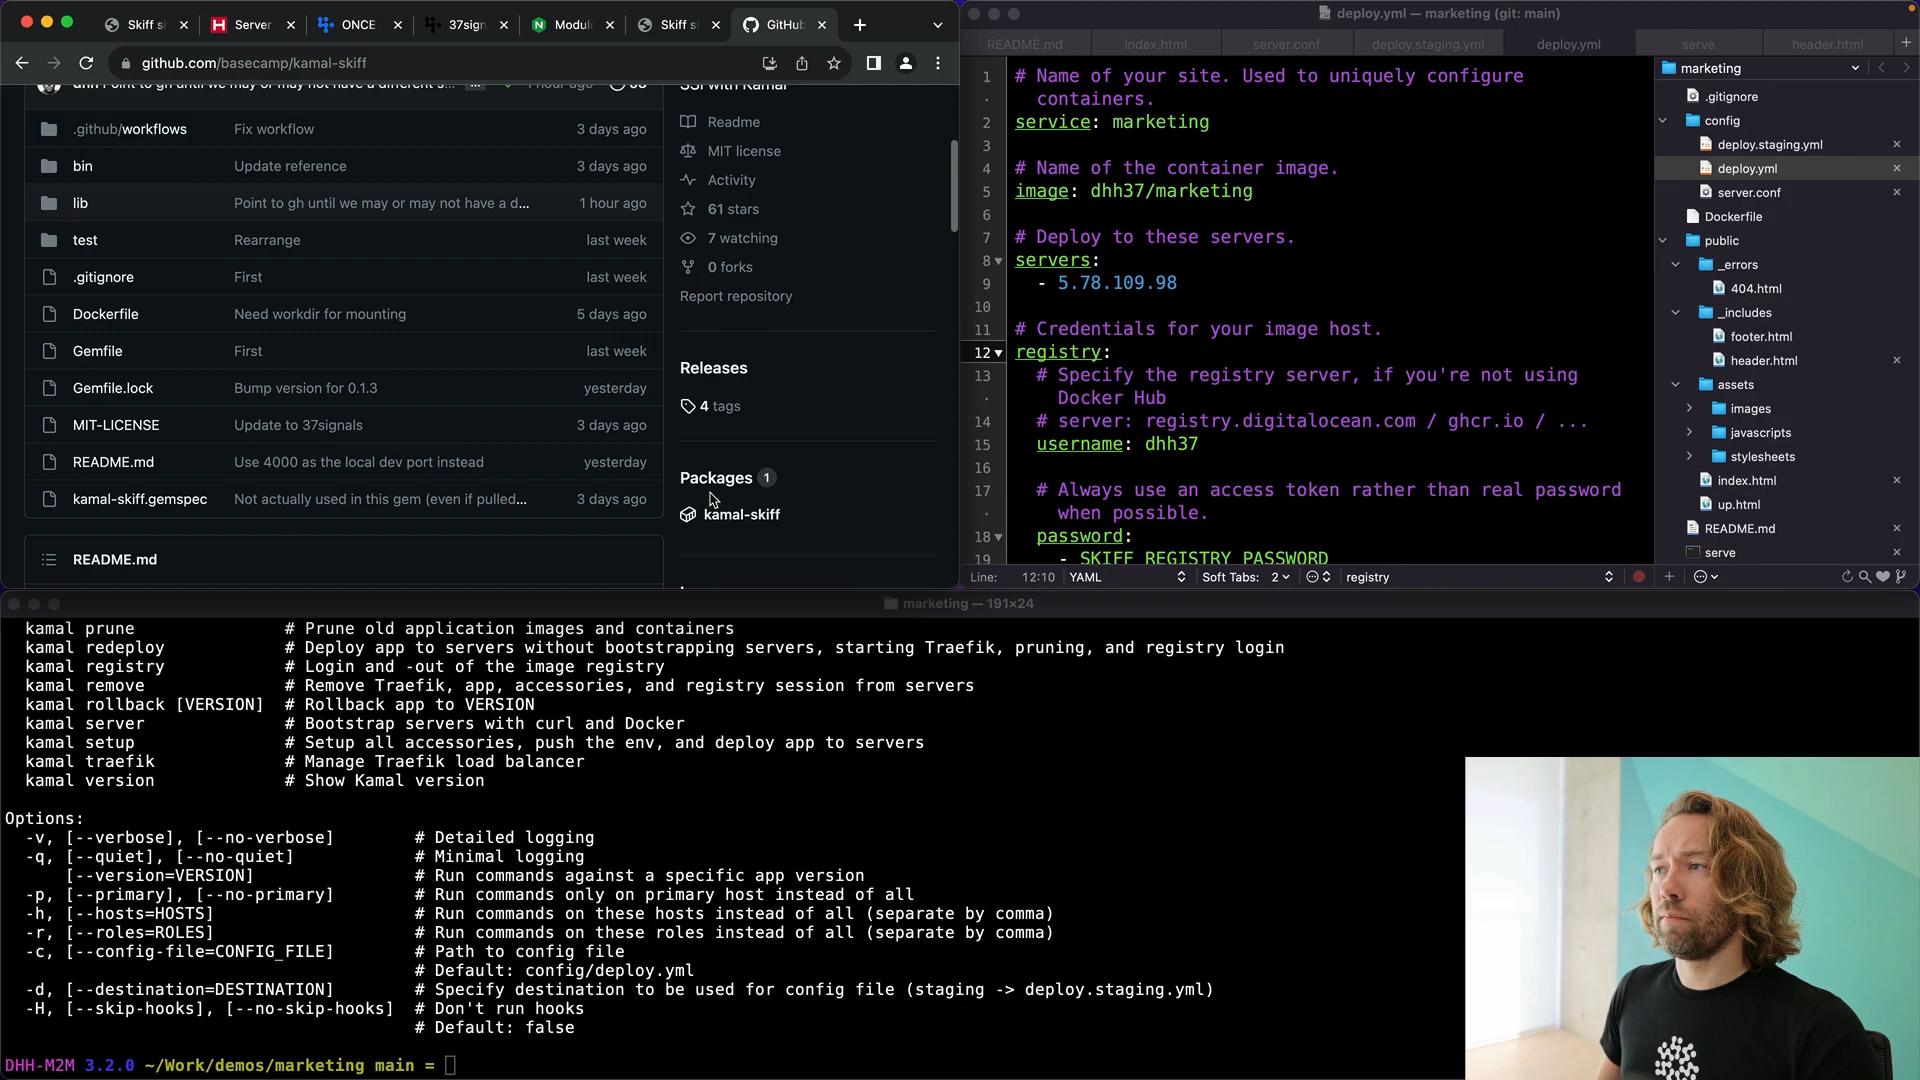 Skiff si
Server
ONCE
37sign
Module
Skiff si
GitHub
github.com/basecamp/kamal-skiff
SSI with Kamal
.github/workflows Fix workflow 3 days ago
bin Update reference 3 days ago
lib Point to gh until we may or may not have a d... 1 hour ago
test Rearrange last week
.gitignore First last week
Dockerfile Need workdir for mounting 5 days ago
Gemfile First last week
Gemfile.lock Bump version for 0.1.3 yesterday
MIT-LICENSE Update to 37signals 3 days ago
README.md Use 4000 as the local dev port instead yesterday
kamal-skiff.gemspec Not actually used in this gem (even if pulled... 3 days ago
README.md
Readme
MIT license
Activity
61 stars
7 watching
0 forks
Report repository
Releases
4 tags
Packages 1
kamal-skiff
deploy.yml — marketing (git: main)
README.md index.html server.conf deploy.staging.yml deploy.yml serve header.html
1 # Name of your site. Used to uniquely configure
· containers.
2 service: marketing
3
4 # Name of the container image.
5 image: dhh37/marketing
6
7 # Deploy to these servers.
8 servers:
9 - 5.78.109.98
10
11 # Credentials for your image host.
12 registry:
13 # Specify the registry server, if you're not using
· Docker Hub
14 # server: registry.digitalocean.com / ghcr.io / ...
15 username: dhh37
16
17 # Always use an access token rather than real password
· when possible.
18 password:
19 - SKIFF_REGISTRY_PASSWORD
Line: 12:10 YAML Soft Tabs: 2 registry
marketing
.gitignore
config
deploy.staging.yml
deploy.yml
server.conf
Dockerfile
public
_errors
404.html
_includes
footer.html
header.html
assets
images
javascripts
stylesheets
index.html
up.html
README.md
serve
marketing — 191×24
kamal prune # Prune old application images and containers
kamal redeploy # Deploy app to servers without bootstrapping servers, starting Traefik, pruning, and registry login
kamal registry # Login and -out of the image registry
kamal remove # Remove Traefik, app, accessories, and registry session from servers
kamal rollback [VERSION] # Rollback app to VERSION
kamal server # Bootstrap servers with curl and Docker
kamal setup # Setup all accessories, push the env, and deploy app to servers
kamal traefik # Manage Traefik load balancer
kamal version # Show Kamal version
Options:
-v, [--verbose], [--no-verbose] # Detailed logging
-q, [--quiet], [--no-quiet] # Minimal logging
[--version=VERSION] # Run commands against a specific app version
-p, [--primary], [--no-primary] # Run commands only on primary host instead of all
-h, [--hosts=HOSTS] # Run commands on these hosts instead of all (separate by comma)
-r, [--roles=ROLES] # Run commands on these roles instead of all (separate by comma)
-c, [--config-file=CONFIG_FILE] # Path to config file
# Default: config/deploy.yml
-d, [--destination=DESTINATION] # Specify destination to be used for config file (staging -> deploy.staging.yml)
-H, [--skip-hooks], [--no-skip-hooks] # Don't run hooks
# Default: false
DHH-M2M 3.2.0 ~/Work/demos/marketing main =